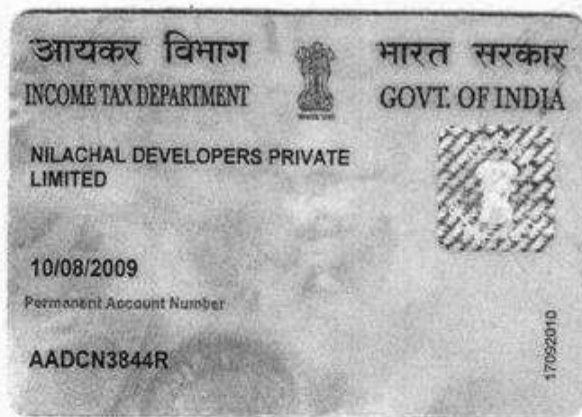 आयकर विभाग
भारत सरकार
INCOME TAX DEPARTMENT
GOVT. OF INDIA
NILACHAL DEVELOPERS PRIVATE
LIMITED
10/08/2009
Permanent Account Number
AADCN3844R
17092010